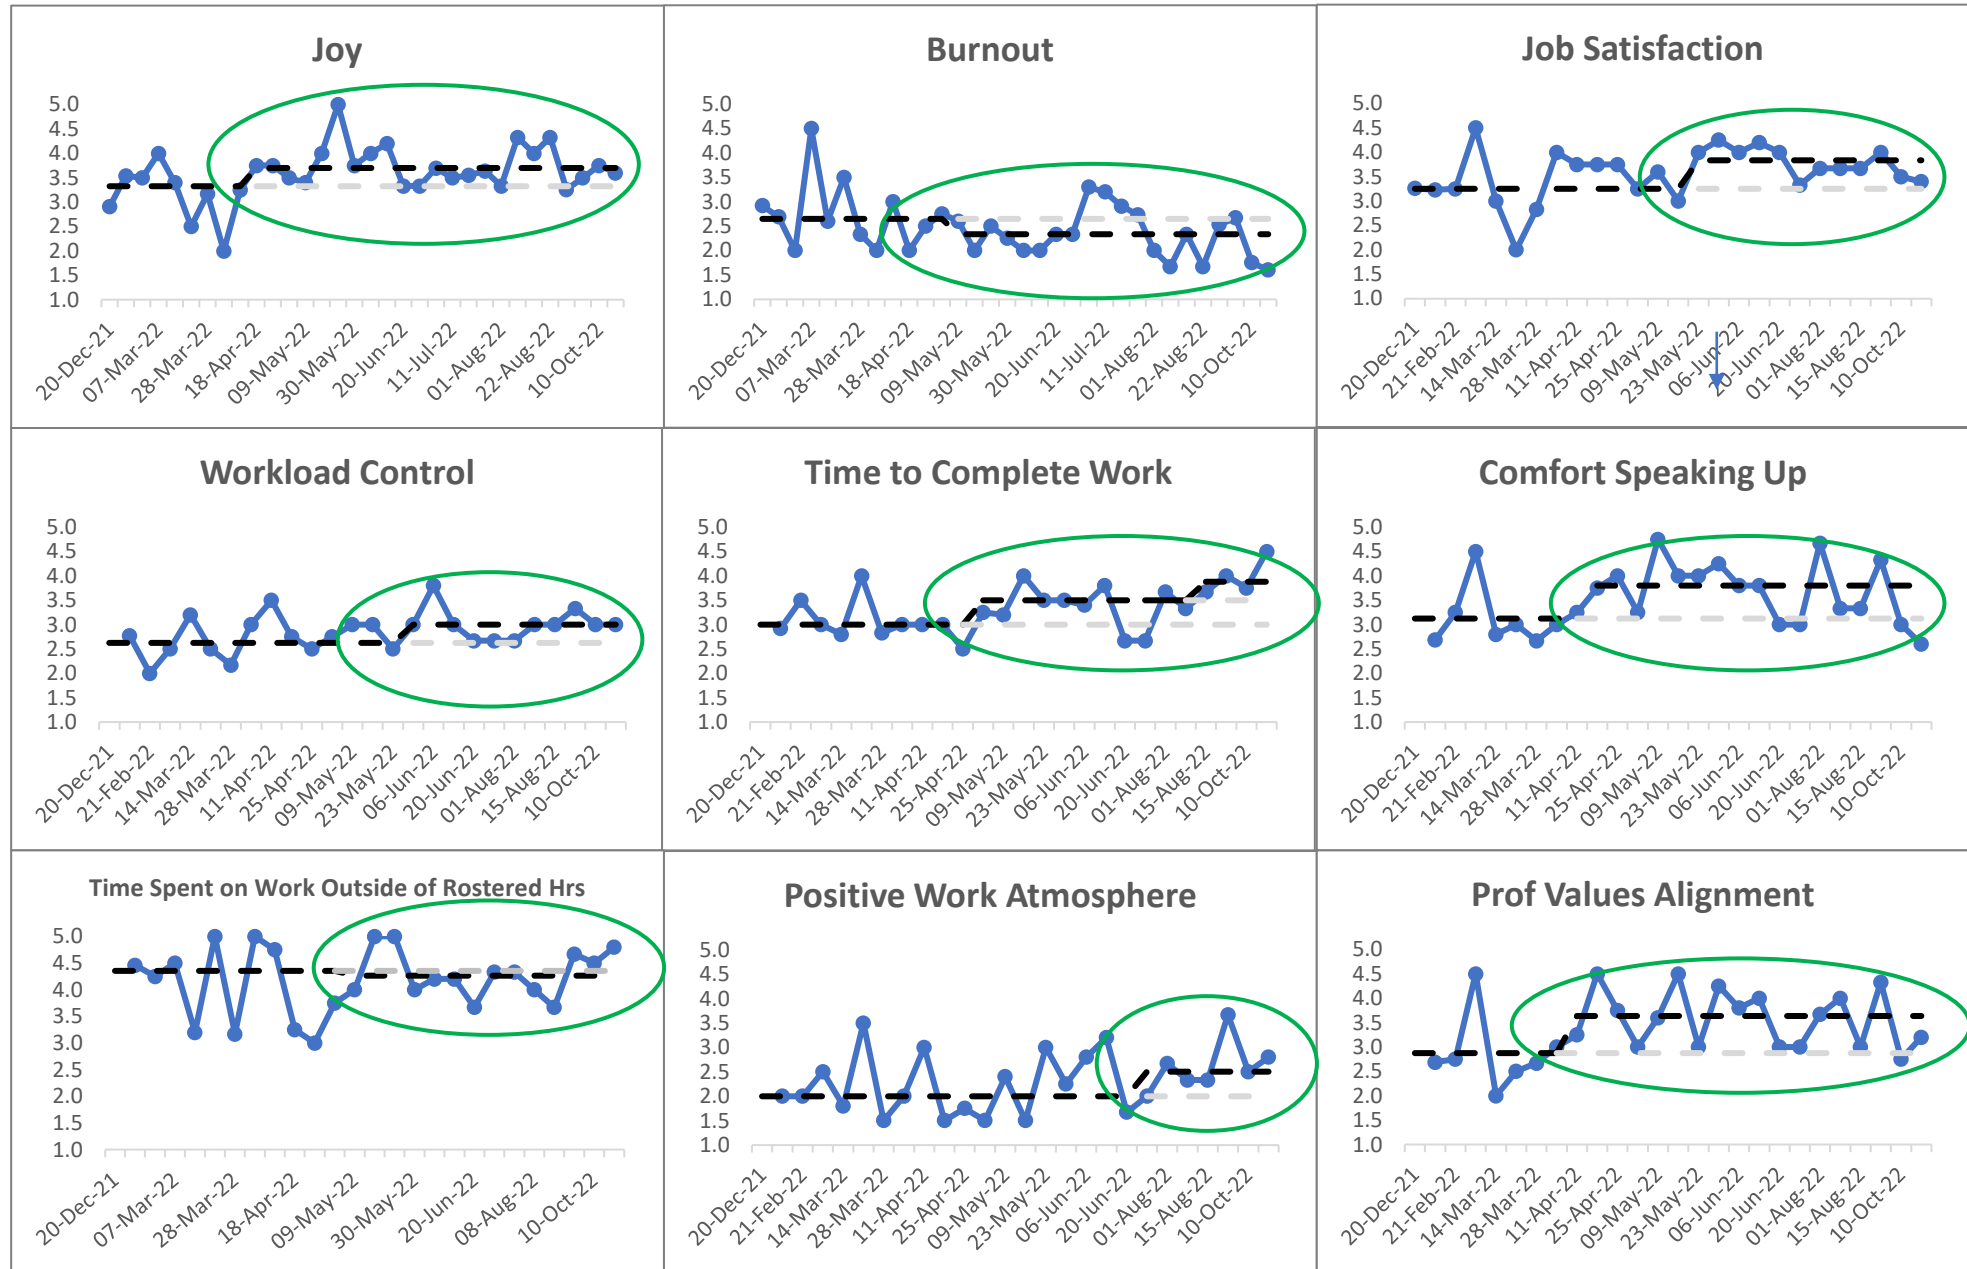 Joy
5.0
4.5
4.0
3.5
3.0
2.5
2.0
1.5
1.0
20-Dec-21
07-Mar-22
28-Mar-22
18-Apr-22
09-May-22
30-May-22
20-Jun-22
11-Jul-22
01-Aug-22
22-Aug-22
10-Oct-22
Burnout
5.0
4.5
4.0
3.5
3.0
2.5
2.0
1.5
1.0
20-Dec-21
07-Mar-22
28-Mar-22
18-Apr-22
09-May-22
30-May-22
20-Jun-22
11-Jul-22
01-Aug-22
22-Aug-22
10-Oct-22
Job Satisfaction
5.0
4.5
4.0
3.5
3.0
2.5
2.0
1.5
1.0
20-Dec-21
21-Feb-22
14-Mar-22
28-Mar-22
11-Apr-22
25-Apr-22
09-May-22
23-May-22
06-Jun-22
20-Jun-22
01-Aug-22
15-Aug-22
10-Oct-22
Workload Control
5.0
4.5
4.0
3.5
3.0
2.5
2.0
1.5
1.0
20-Dec-21
21-Feb-22
14-Mar-22
28-Mar-22
11-Apr-22
25-Apr-22
09-May-22
23-May-22
06-Jun-22
20-Jun-22
01-Aug-22
15-Aug-22
10-Oct-22
Time to Complete Work
5.0
4.5
4.0
3.5
3.0
2.5
2.0
1.5
1.0
20-Dec-21
21-Feb-22
14-Mar-22
28-Mar-22
11-Apr-22
25-Apr-22
09-May-22
23-May-22
06-Jun-22
20-Jun-22
01-Aug-22
15-Aug-22
10-Oct-22
Comfort Speaking Up
5.0
4.5
4.0
3.5
3.0
2.5
2.0
1.5
1.0
20-Dec-21
21-Feb-22
14-Mar-22
28-Mar-22
11-Apr-22
25-Apr-22
09-May-22
23-May-22
06-Jun-22
20-Jun-22
01-Aug-22
15-Aug-22
10-Oct-22
Time Spent on Work Outside of Rostered Hrs
5.0
4.5
4.0
3.5
3.0
2.5
2.0
1.5
1.0
20-Dec-21
07-Mar-22
28-Mar-22
18-Apr-22
09-May-22
30-May-22
20-Jun-22
08-Aug-22
10-Oct-22
Positive Work Atmosphere
5.0
4.5
4.0
3.5
3.0
2.5
2.0
1.5
1.0
20-Dec-21
21-Feb-22
14-Mar-22
28-Mar-22
11-Apr-22
25-Apr-22
09-May-22
23-May-22
06-Jun-22
20-Jun-22
01-Aug-22
15-Aug-22
10-Oct-22
Prof Values Alignment
5.0
4.5
4.0
3.5
3.0
2.5
2.0
1.5
1.0
20-Dec-21
21-Feb-22
14-Mar-22
28-Mar-22
11-Apr-22
25-Apr-22
09-May-22
23-May-22
06-Jun-22
20-Jun-22
01-Aug-22
15-Aug-22
10-Oct-22